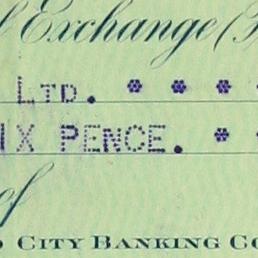 l Exchange (
LTD. * * * *
IX PENCE. * *
of
CITY BANKING CO